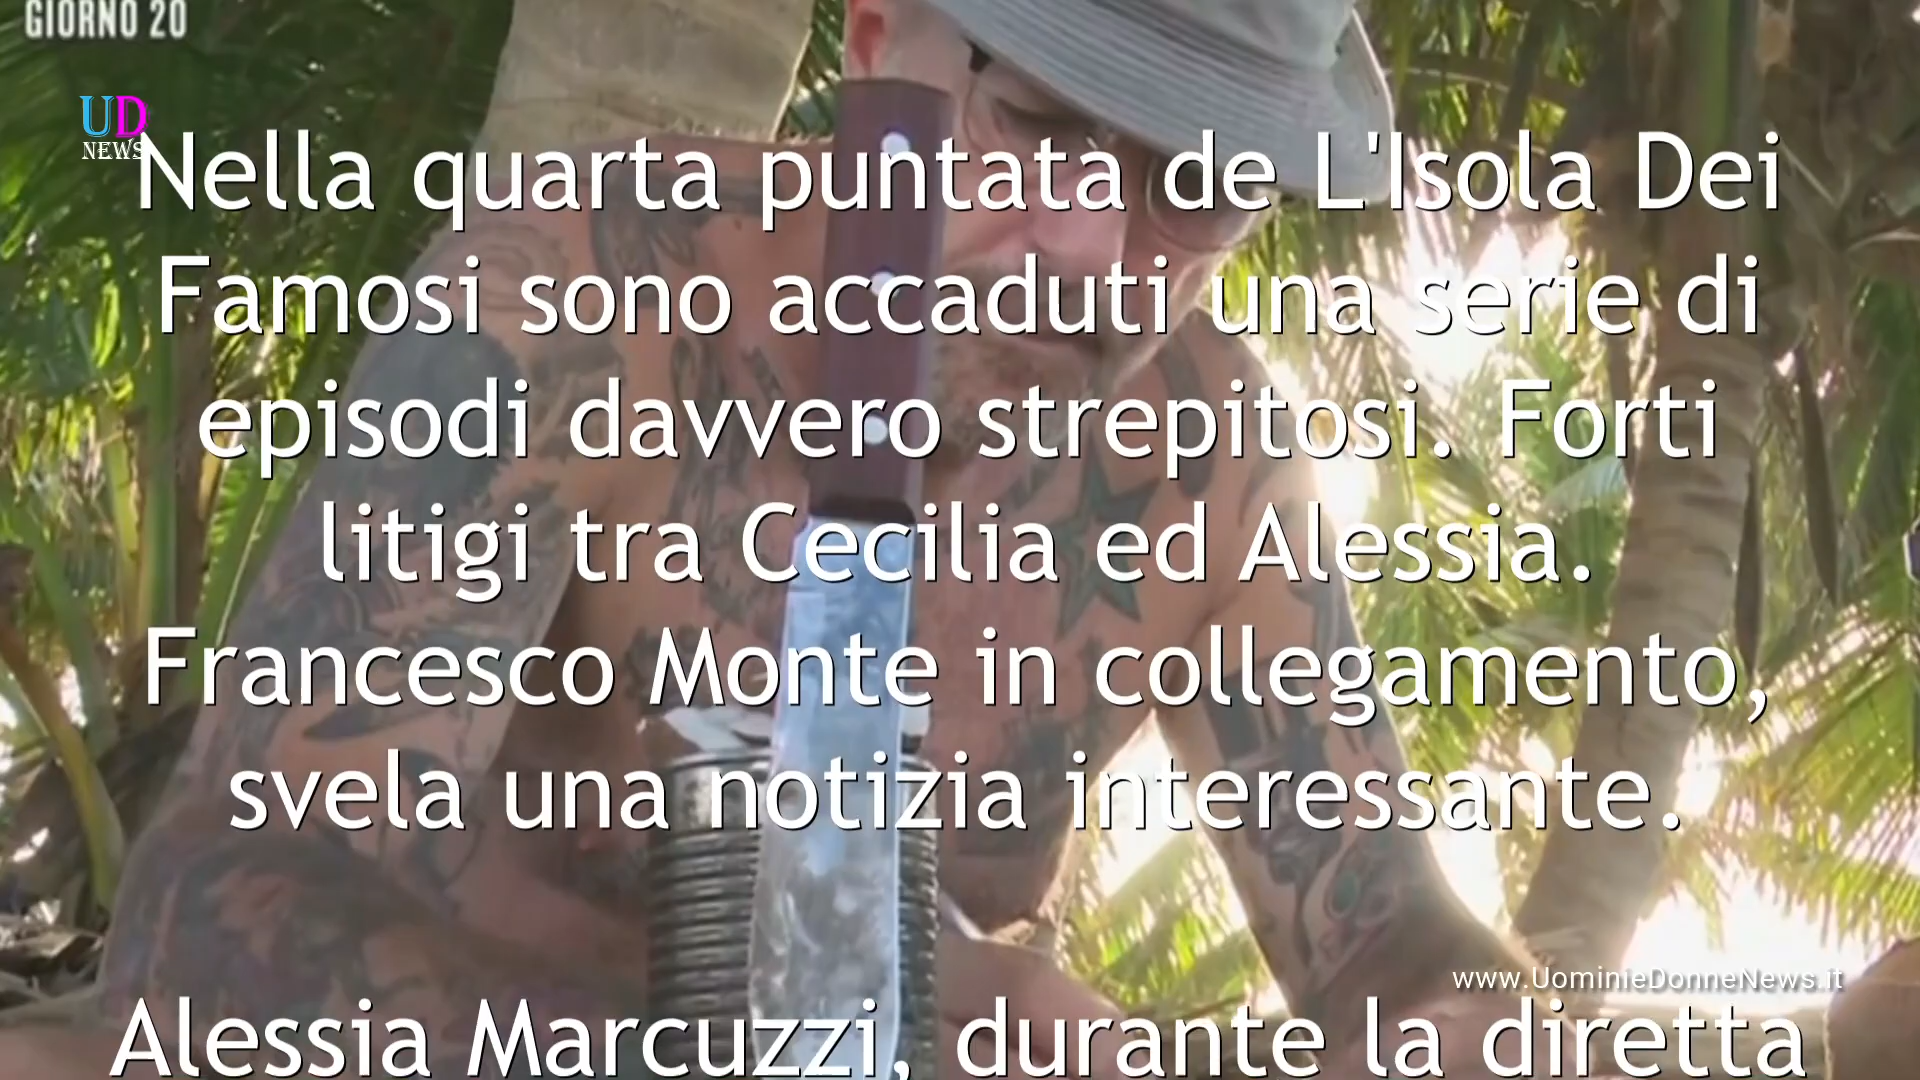 GIORNO 20
UD
NEWS
Nella quarta puntata de L'Isola Dei
Famosi sono accaduti una serie di
episodi davvero strepitosi. Forti
litigi tra Cecilia ed Alessia.
Francesco Monte in collegamento,
svela una notizia interessante.
www.UominieDonneNews.it
Alessia Marcuzzi, durante la diretta